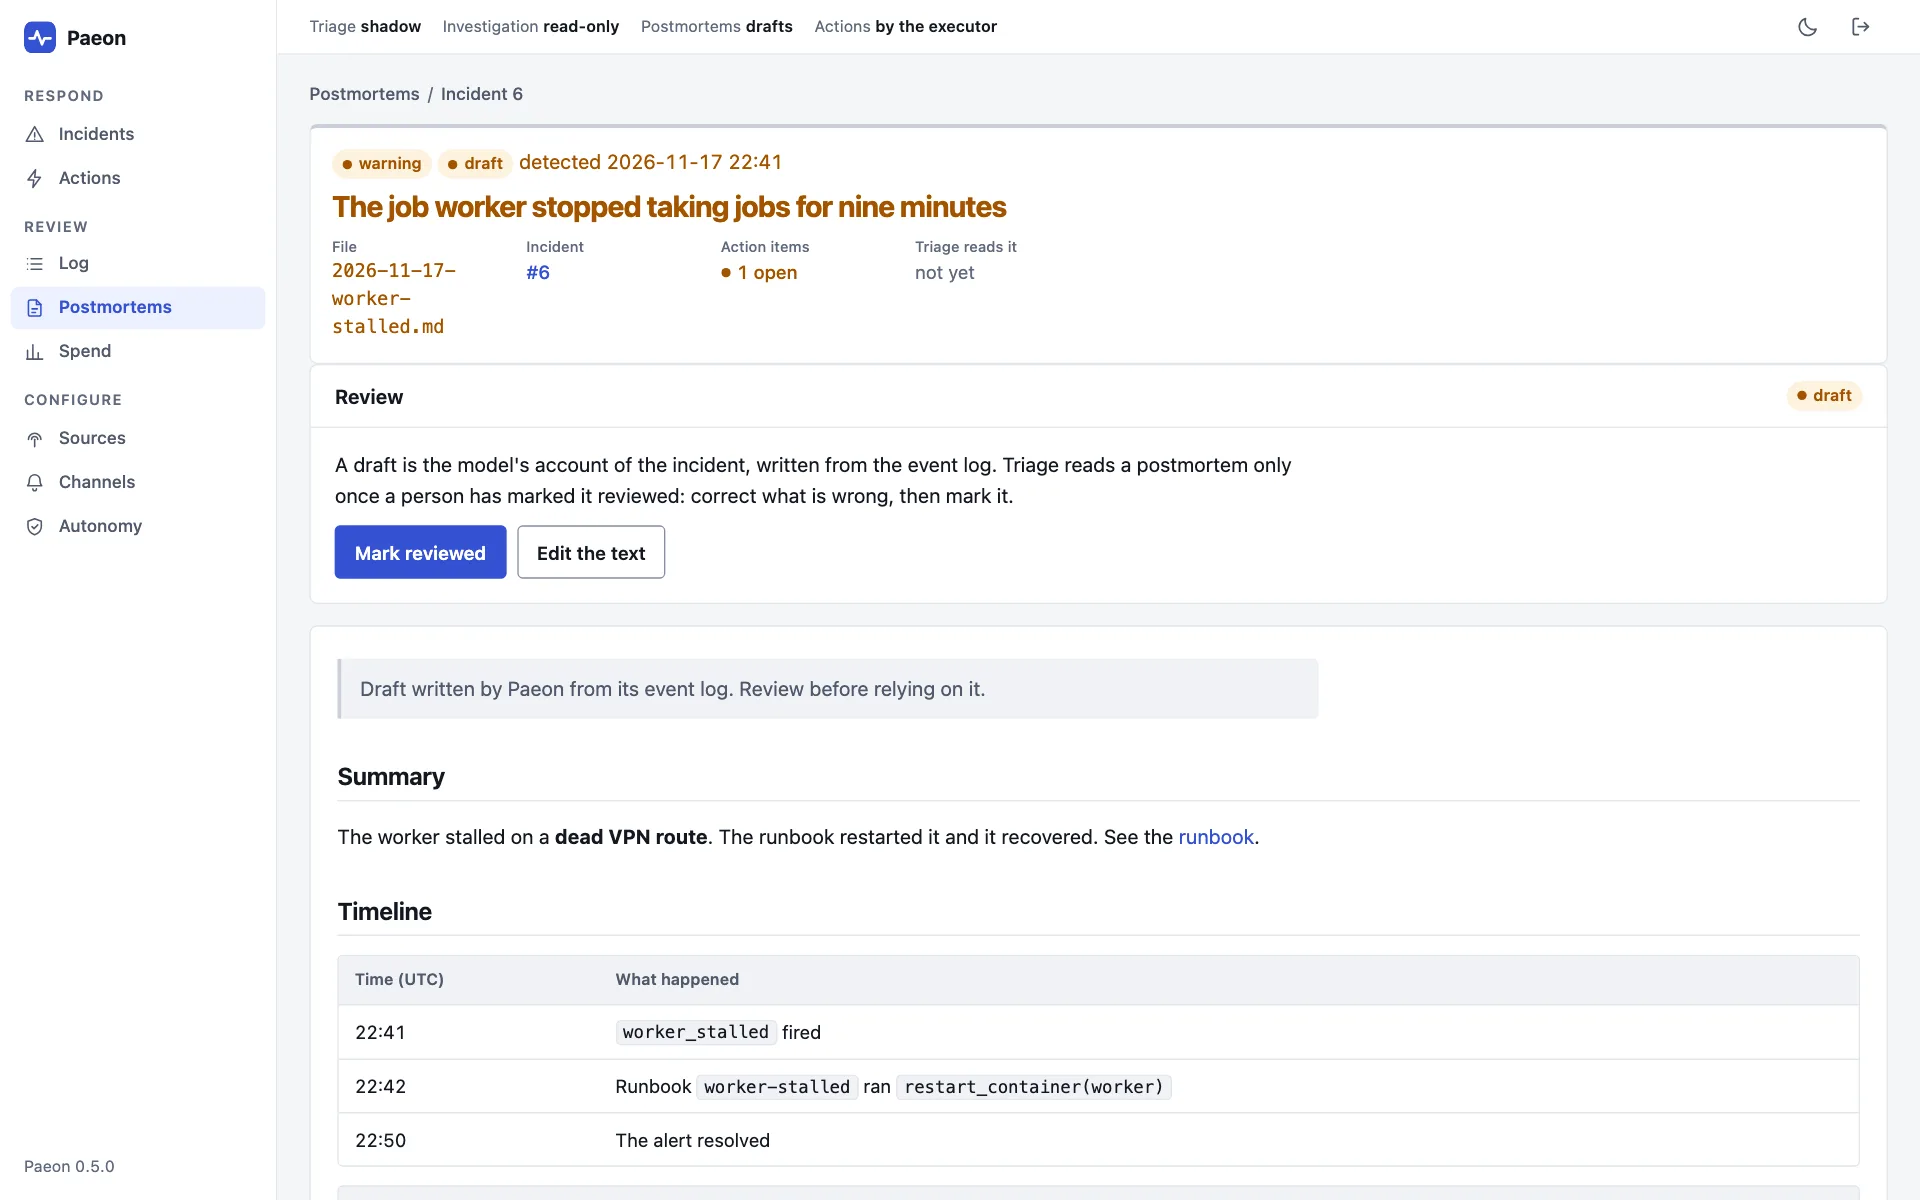 Paeon
RESPOND
Incidents
Actions
REVIEW
Log
Postmortems
Spend
CONFIGURE
Sources
Channels
Autonomy
Paeon 0.5.0
Triage shadow Investigation read-only Postmortems drafts Actions by the executor
Postmortems / Incident 6
warning draft detected 2026-11-17 22:41
The job worker stopped taking jobs for nine minutes
File
2026-11-17-
worker-
stalled.md
Incident
#6
Action items
1 open
Triage reads it
not yet
Review
draft
A draft is the model's account of the incident, written from the event log. Triage reads a postmortem only
once a person has marked it reviewed: correct what is wrong, then mark it.
Mark reviewed
Edit the text
Draft written by Paeon from its event log. Review before relying on it.
Summary
The worker stalled on a dead VPN route. The runbook restarted it and it recovered. See the runbook.
Timeline
Time (UTC) What happened
22:41 worker_stalled fired
22:42 Runbook worker-stalled ran restart_container(worker)
22:50 The alert resolved